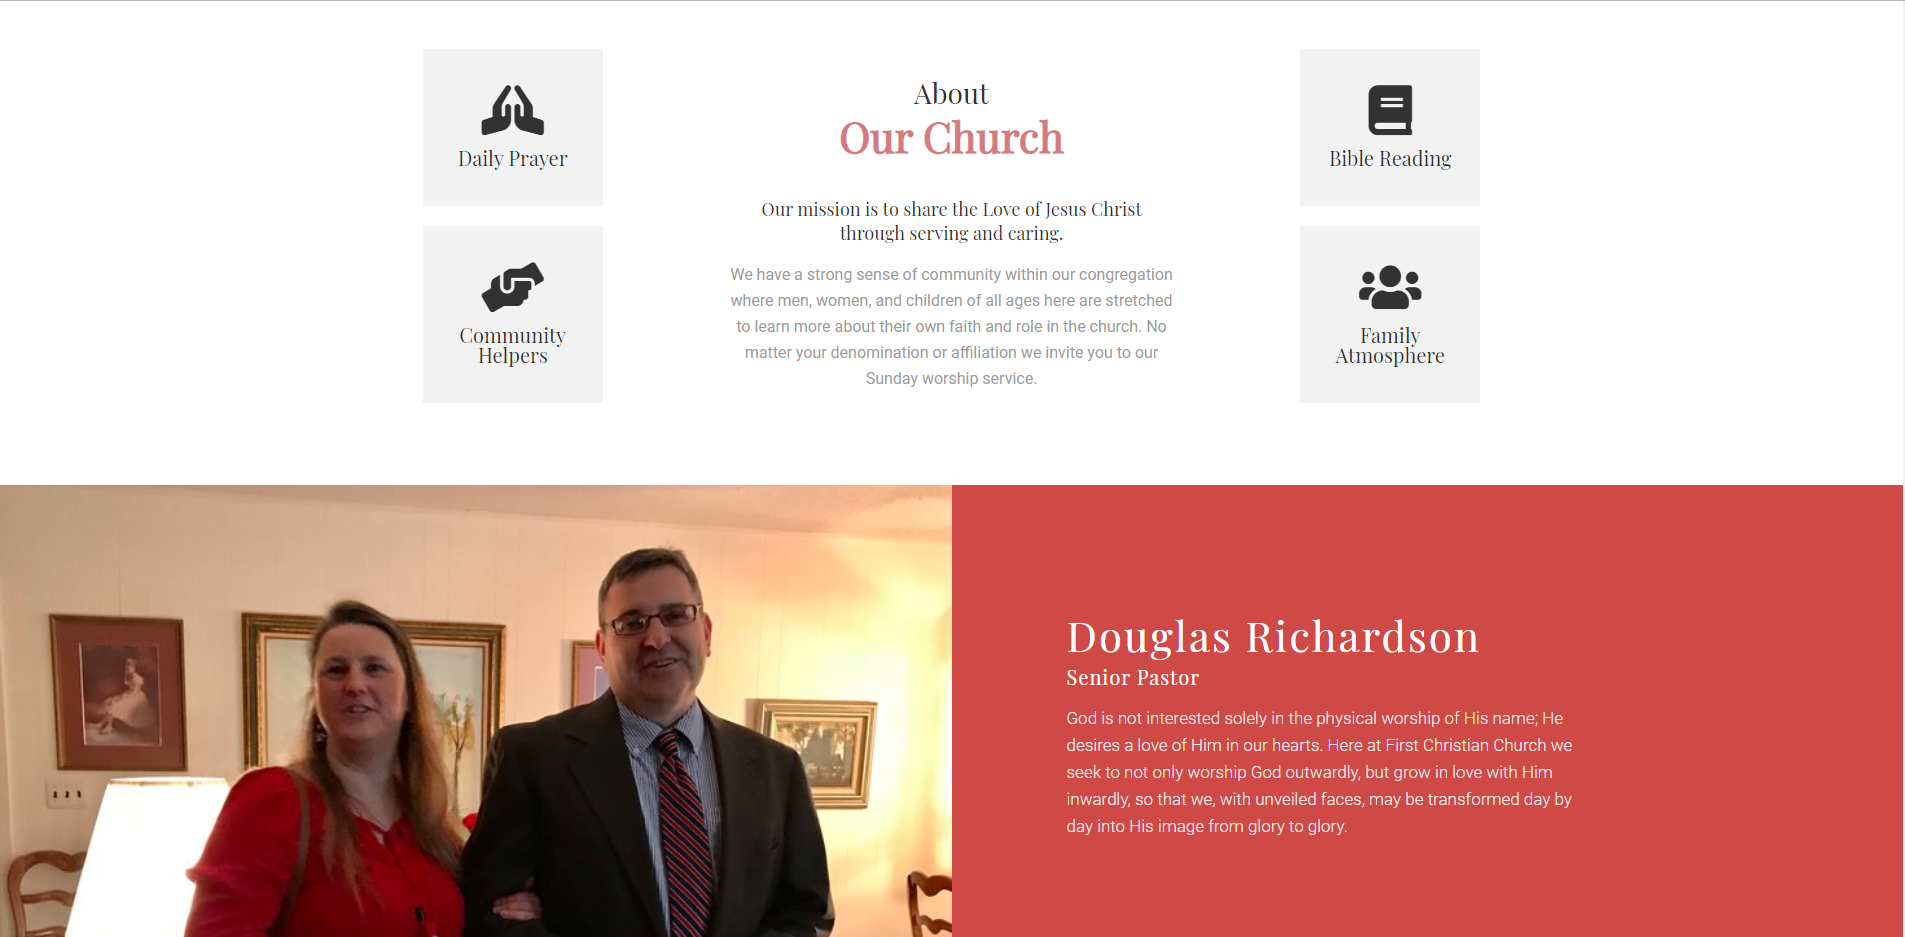 Daily Prayer
Community
Helpers
About
Our Church
Our mission is to share the Love of Jesus Christ
through serving and caring.
We have a strong sense of community within our congregation
where men, women, and children of all ages here are stretched
to learn more about their own faith and role in the church. No
matter your denomination or affiliation we invite you to our
Sunday worship service.
Bible Reading
Family
Atmosphere
Douglas Richardson
Senior Pastor
God is not interested solely in the physical worship of His name; He
desires a love of Him in our hearts. Here at First Christian Church we
seek to not only worship God outwardly, but grow in love with Him
inwardly, so that we, with unveiled faces, may be transformed day by
day into His image from glory to glory.